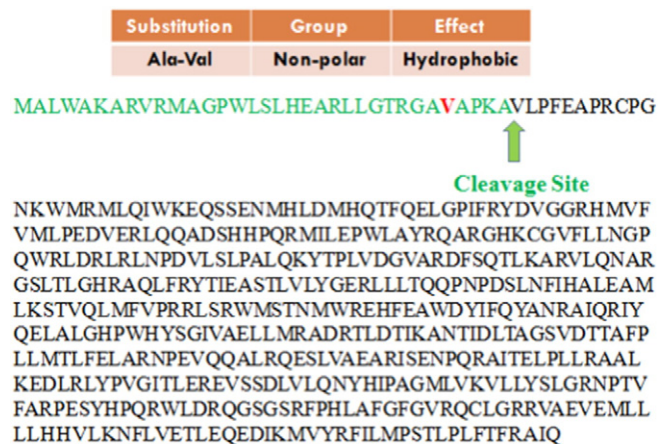 Substitution Group Effect
Ala-Val Non-polar Hydrophobic
MALWAKARVRMAGPWLSLHEARLLGTRGAVAPKAVLPFEAPRCPG
Cleavage Site
NKWMRMLQIWKEQSSENMHLDMHQTFQELGPIFRYDVGGRHMVF
VMLPEDVERLQQADSHHPQRMILEPWLAYRQARGHKCGVFLLNGP
QWRLDRLRLNPDVLSLPALQKYTPLVDGVARDFSQTLKARVLQNAR
GSLTLGHRAQLFRYTIEASTLVLYGERLLLTQQPNPDSLNFIHALEAM
LKSTVQLMFVPRRLSRWMSTNMWREHFEAWDYIFQYANRAIQRIY
QELALGHPWHYSGIVAELLMRADRTLDTIKANTIDLTAGSVDTTAFP
LLMTLFELARNPEVQQALRQESLVAEARISENPQRAITELPLLRAAL
KEDLRLYPVGITLEREVSSDLVLQNYHIPAGMLVKVLLYSLGRNPTV
FARPESYHPQRWLDRQGSGSRFPHLAFGFGVRQCLGRRVAEVEMLL
LLHHVLKNFLVETLEQEDIKMVYRFILMPSTLPLFTFRAIQ